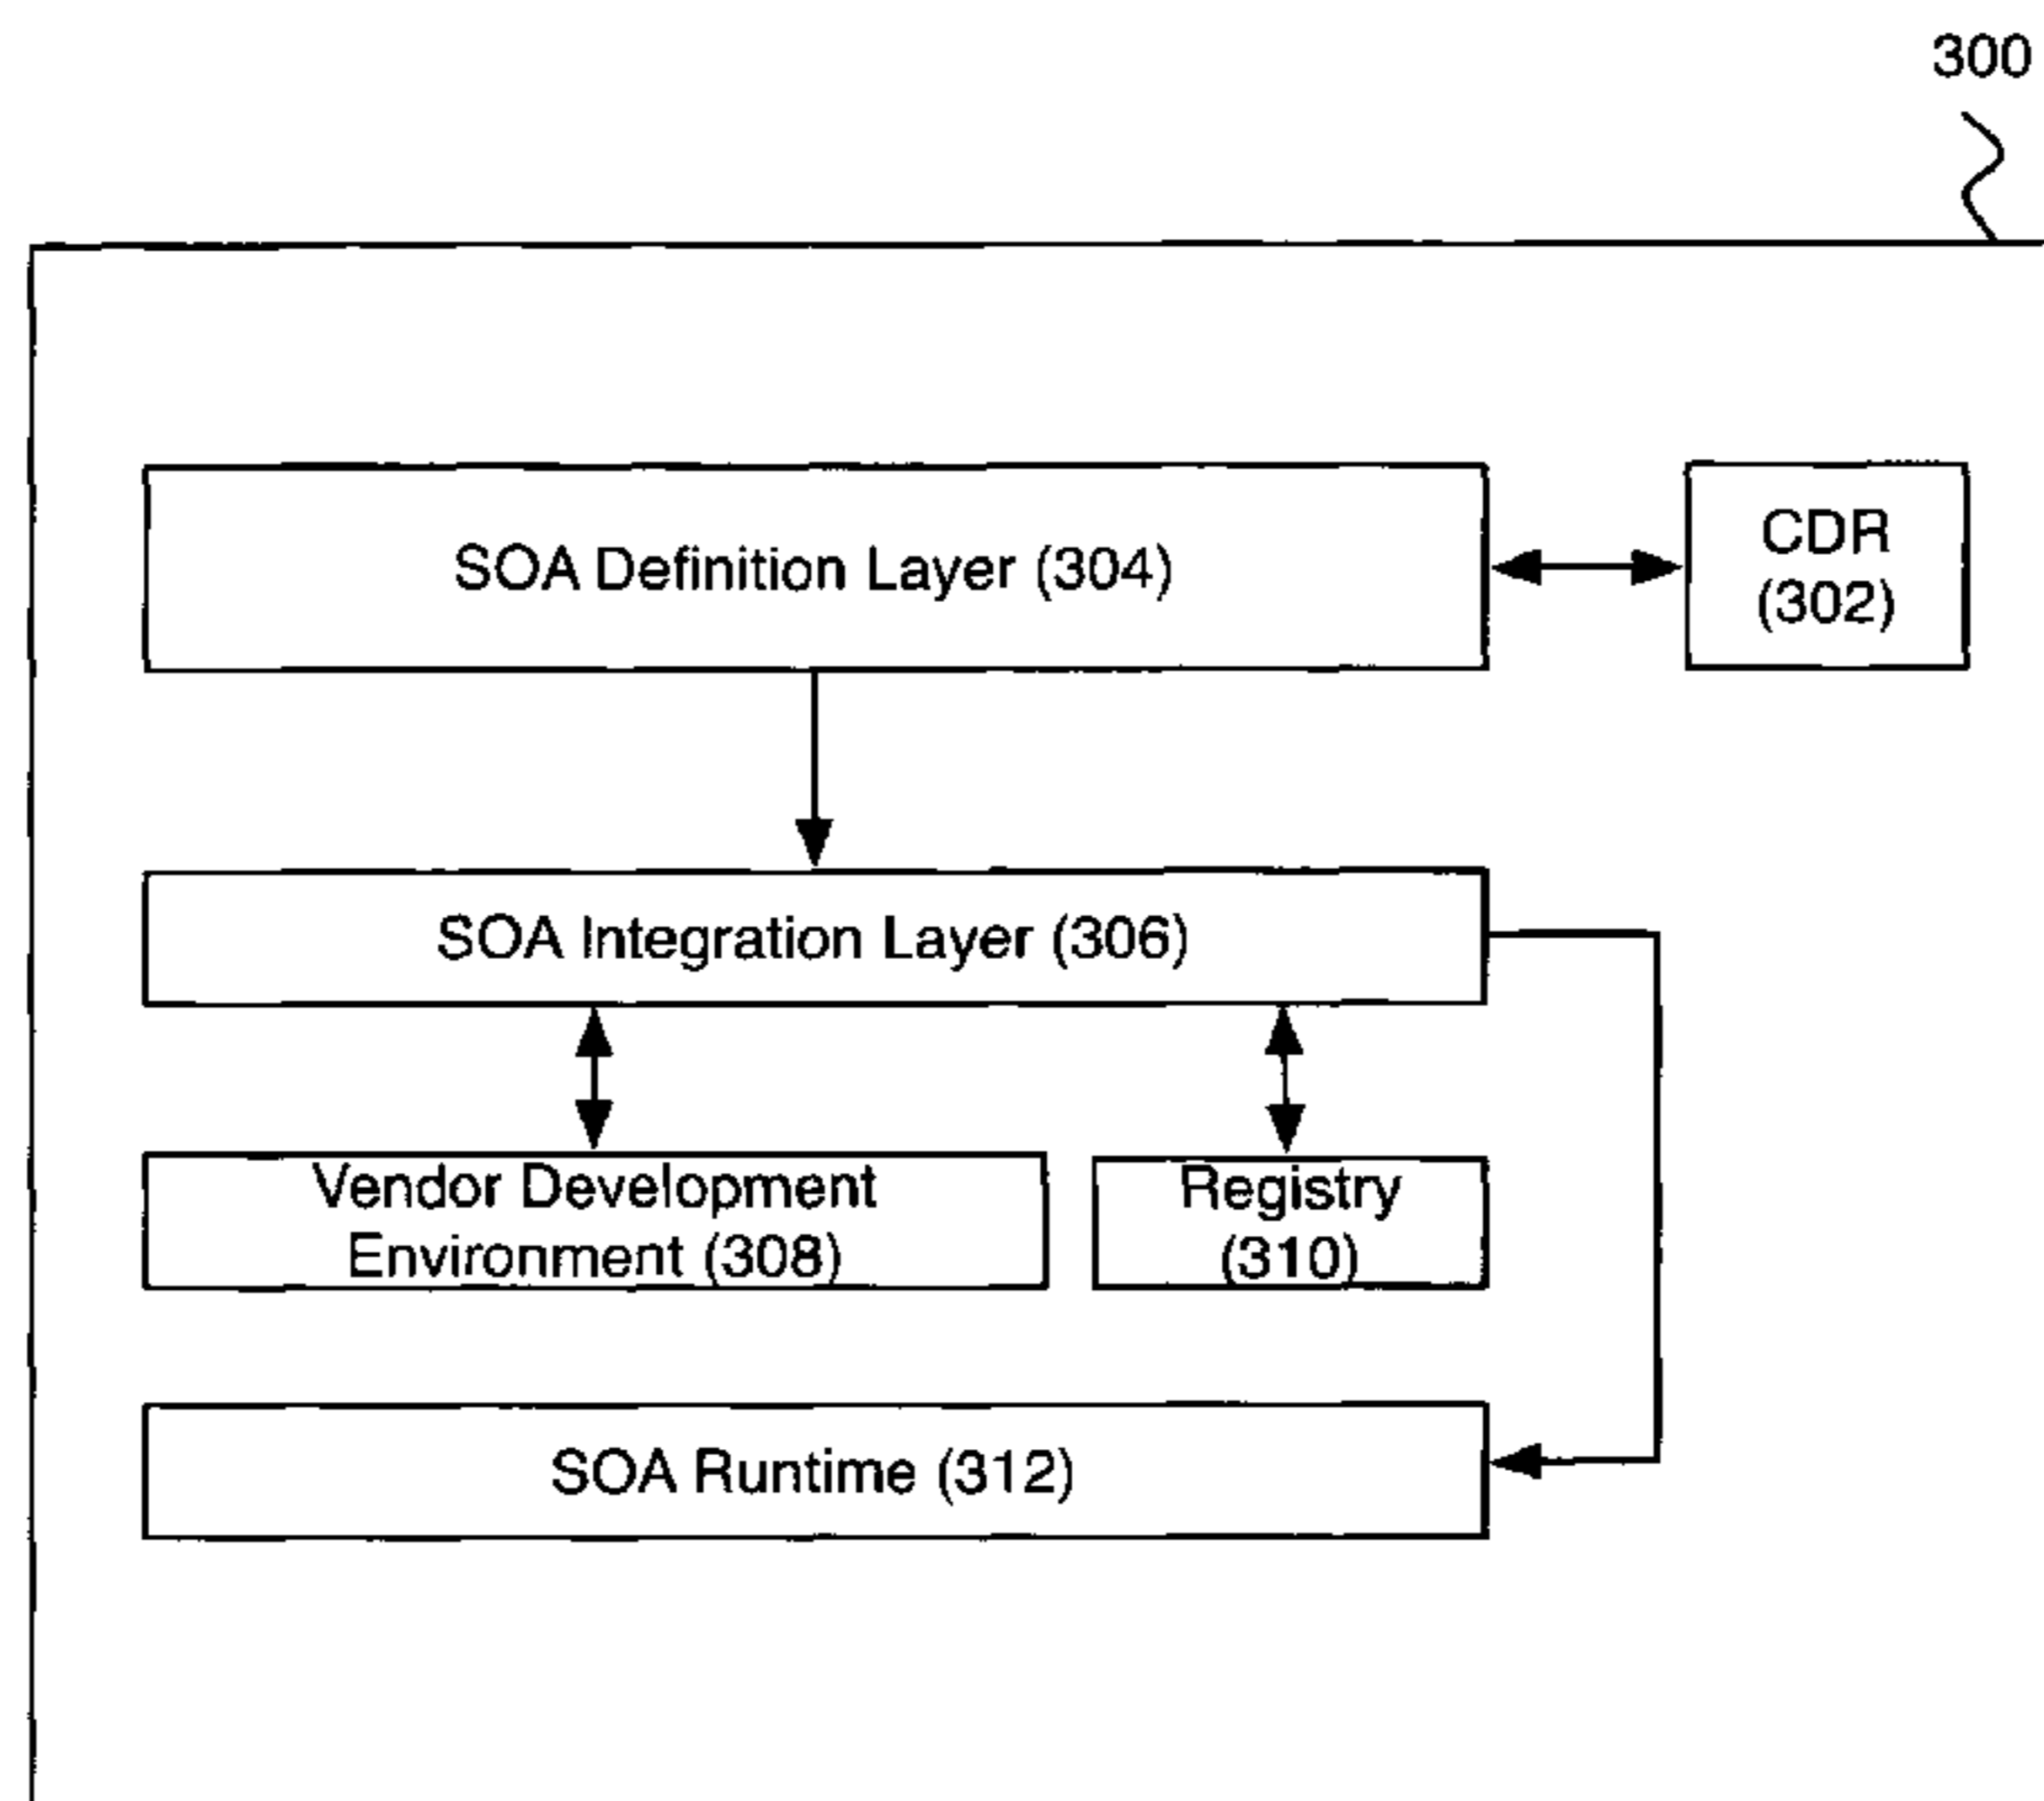 300
SOA Definition Layer (304)
CDR
(302)
SOA Integration Layer (306)
Vendor Development
Environment (308)
Registry
(310)
SOA Runtime (312)